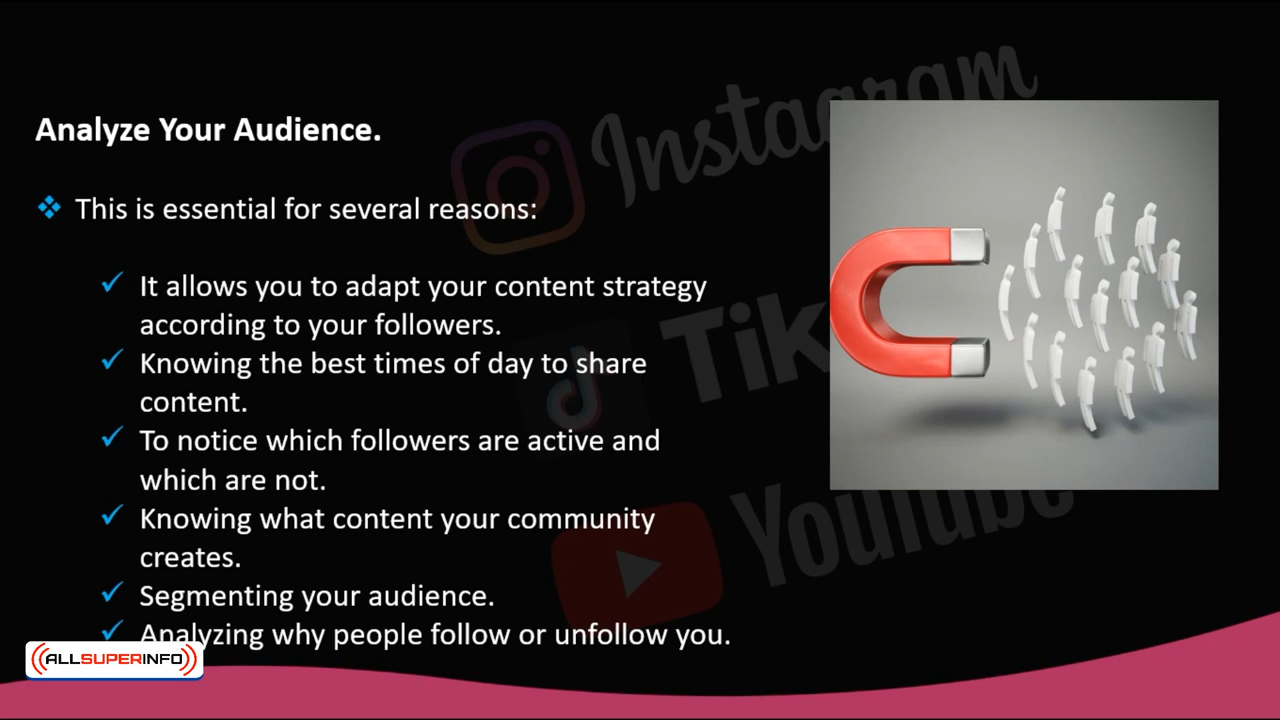 Instagram
Analyze Your Audience.
This is essential for several reasons:
It allows you to adapt your content strategy
according to your followers.
Knowing the best times of day to share
content.
Tik
To notice which followers are active and
which are not.
Knowing what content your community
creates.
Youtube
Segmenting your audience.
Analyzing why people follow or unfollow you.
ALLSUPERINFO